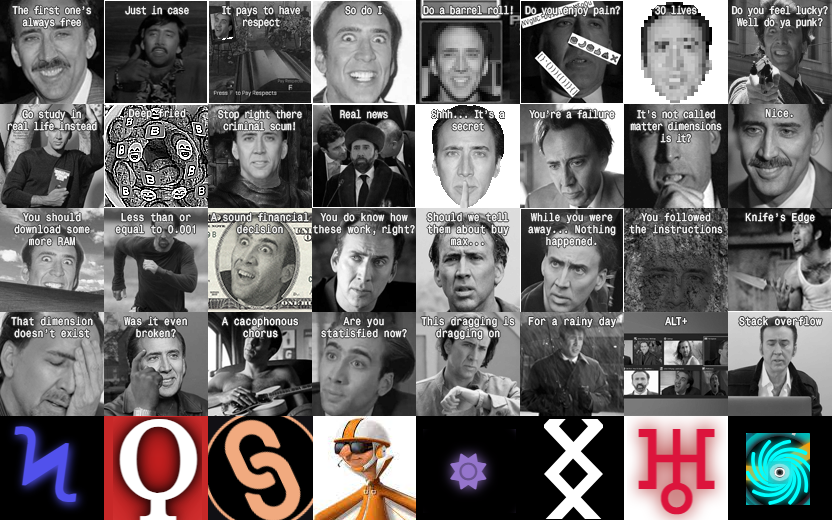 The first one's
always free
Just in case
It pays to have
respect
Press F to Pay Respects
F
So do I
Do a barrel roll!
Do you enjoy pain?
30 lives
Do you feel lucky?
Well do ya punk?
Go study in
real life instead
Deep fried
B
B
B
B
Stop right there
criminal scum!
Real news
Shhh... It's a
secret
You're a failure
It's not called
matter dimensions
is it?
Nice.
You should
download some
more RAM
Less than or
equal to 0.001
A sound financial
decision
You do know how
these work, right?
Should we tell
them about buy
max...
While you were
away... Nothing
happened.
You followed
the instructions
Knife's Edge
That dimension
doesn't exist
Was it even
broken?
A cacophonous
chorus
Are you
statisfied now?
This dragging is
dragging on
For a rainy day
ALT+
Stack overflow